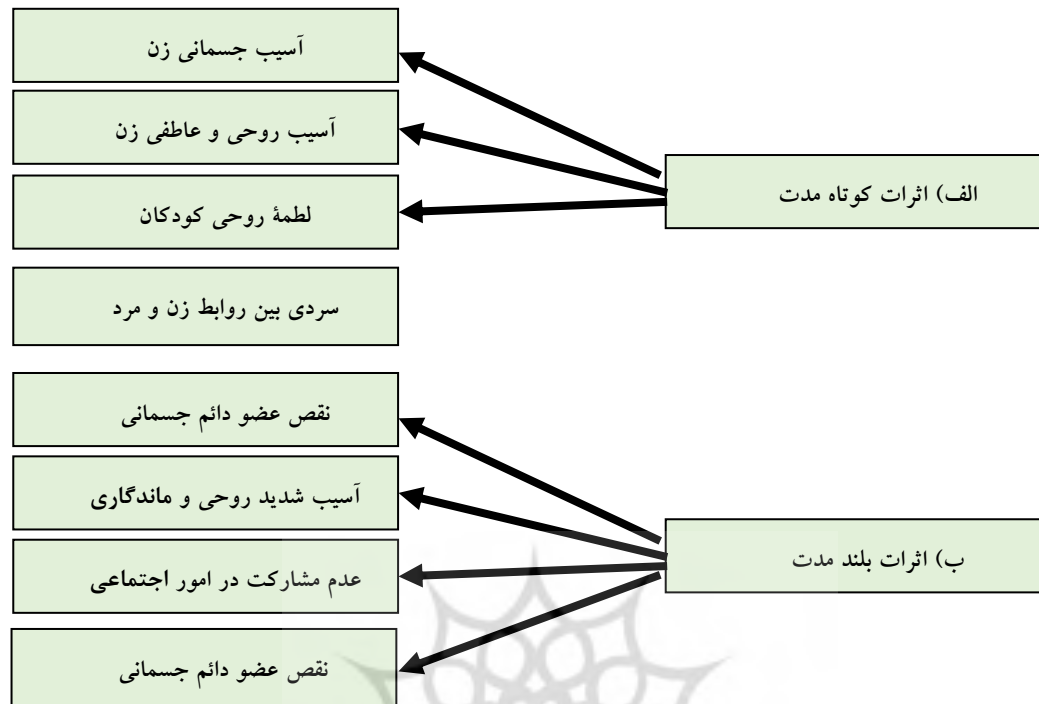 الف) اثرات کوتاه مدت
آسیب جسمانی زن
آسیب روحی و عاطفی زن
لطمهٔ روحی کودکان
سردی بین روابط زن و مرد
ب) اثرات بلند مدت
نقص عضو دائم جسمانی
آسیب شدید روحی و ماندگاری
عدم مشارکت در امور اجتماعی
نقص عضو دائم جسمانی